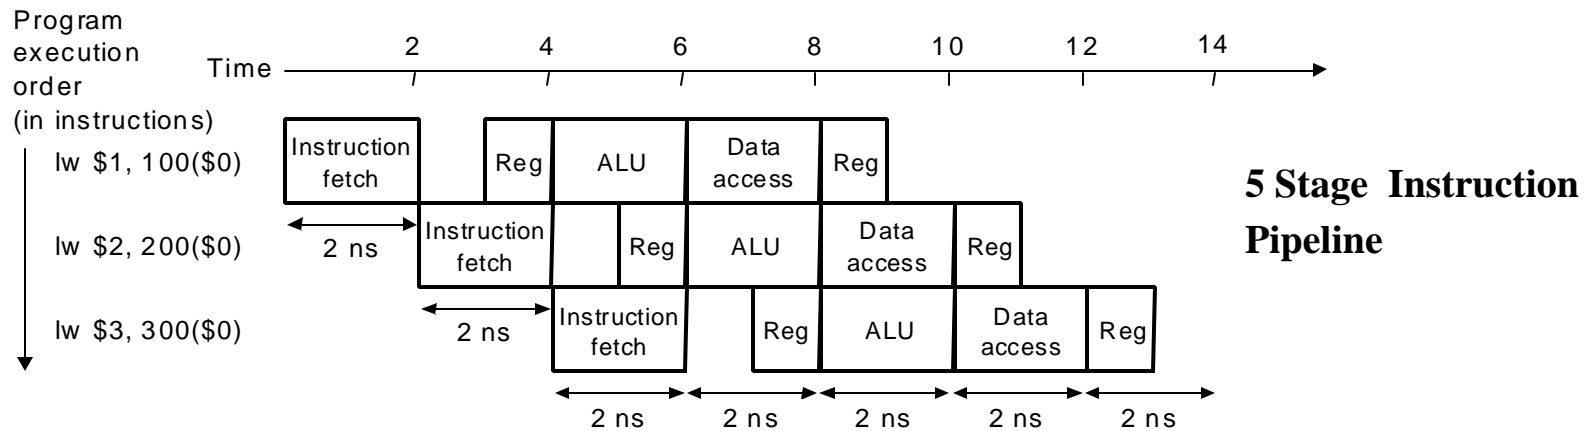 Program
execution
order
(in instructions)
Time
2 4 6 8 10 12 14
lw $1, 100($0)
Instruction
fetch
Reg
ALU
Data
access
Reg
2 ns
lw $2, 200($0)
Instruction
fetch
Reg
ALU
Data
access
Reg
2 ns
lw $3, 300($0)
Instruction
fetch
Reg
ALU
Data
access
Reg
2 ns 2 ns 2 ns 2 ns 2 ns
5 Stage Instruction
Pipeline